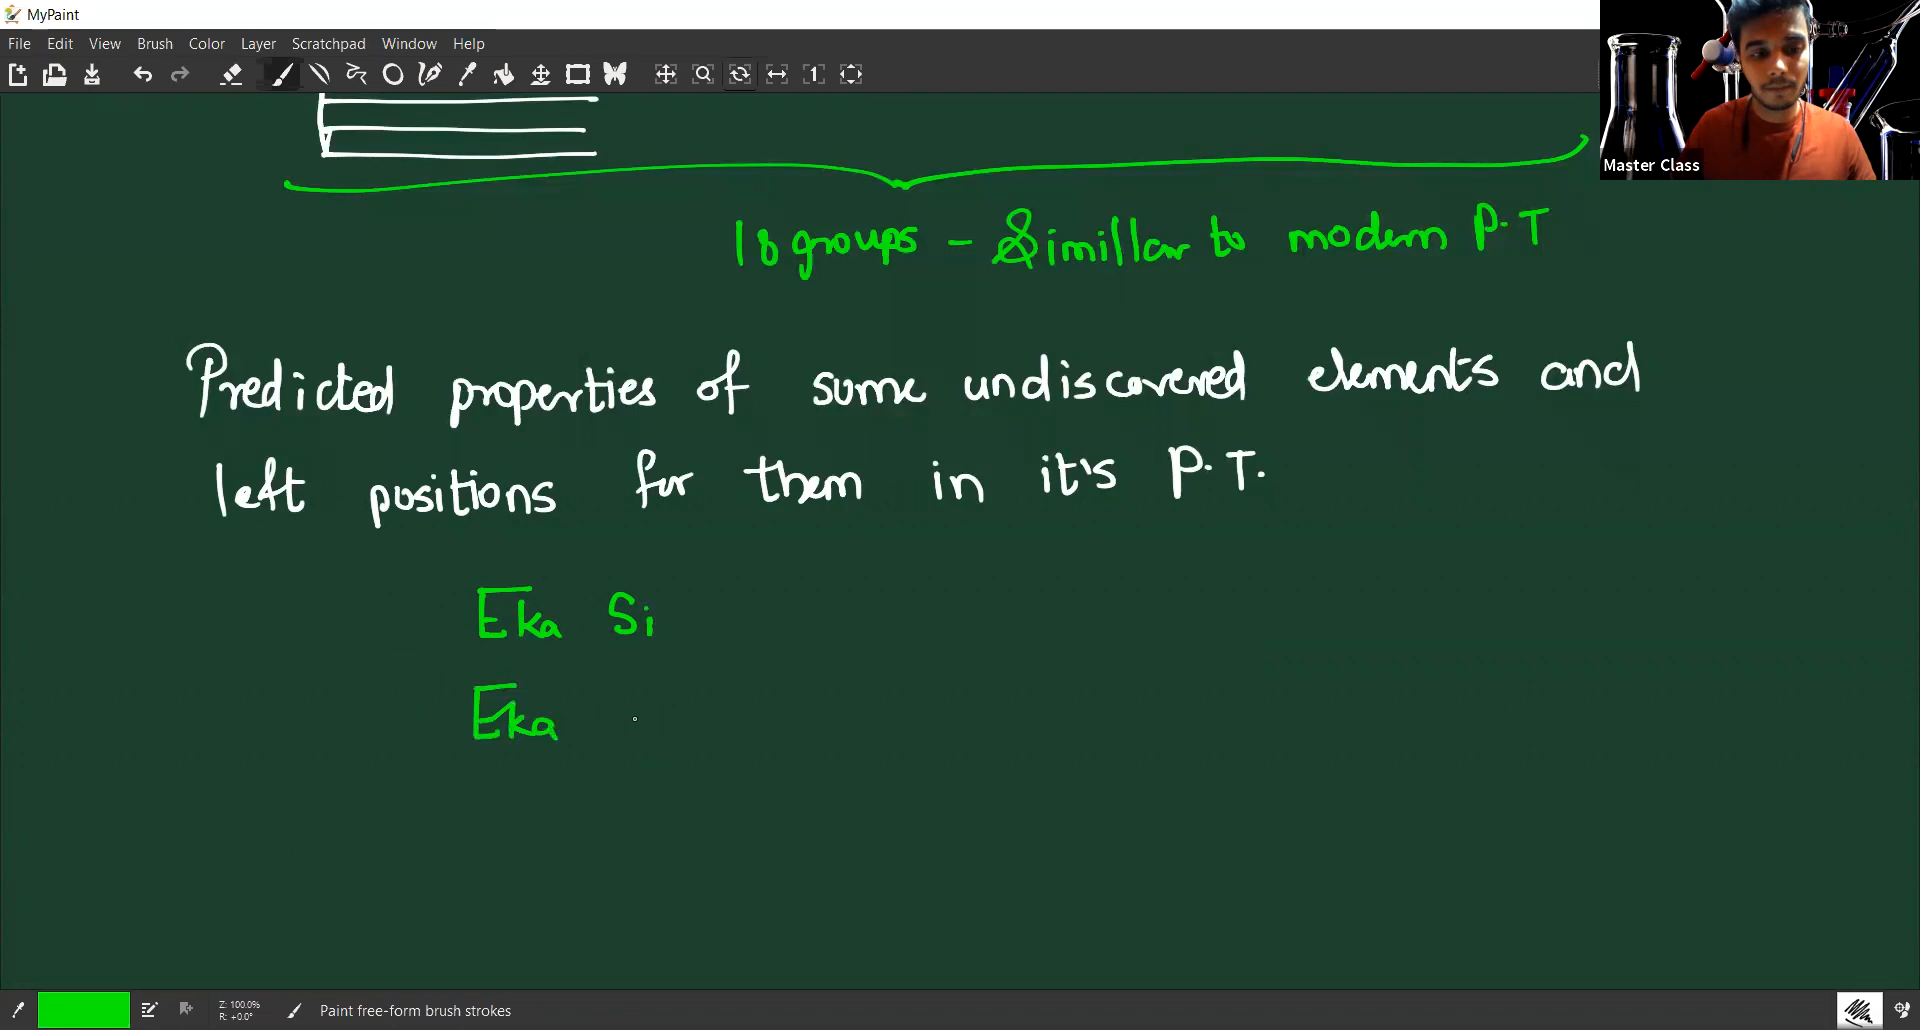 MyPaint
File Edit View Brush Color Layer Scratchpad Window Help
Master Class
18 groups - Simillar to modern P.T
Predicted properties of some undiscovered elements and
left positions for them in it's P.T.
Eka Si
Eka
Z: 100.0%
R: +0.0°
Paint free-form brush strokes